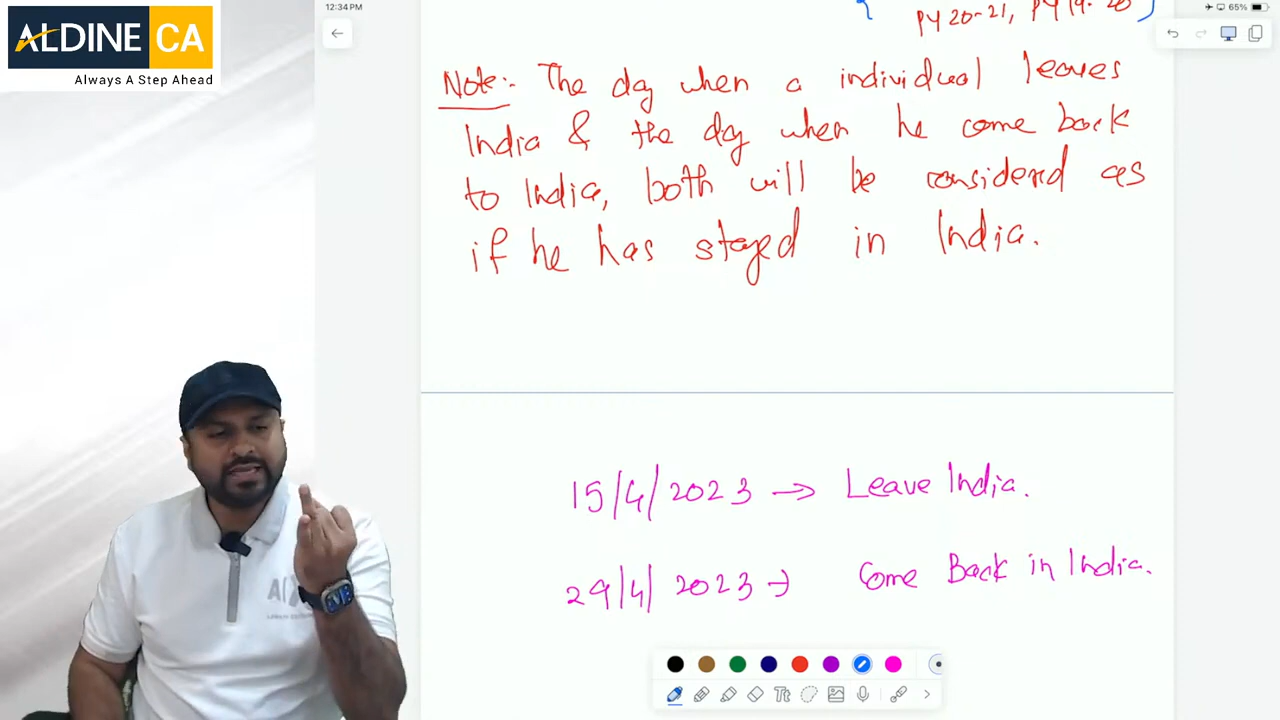 ALDINE CA
Always A Step Ahead
12:34 PM
65%
PY 20-21, PY 19-20
Note:- The day when a individual leaves
India & the day when he come back
to India, both will be considered as
if he has stayed in India.
15/4/2023 → Leave India.
29/4/2023 → Come Back in India.
Tt